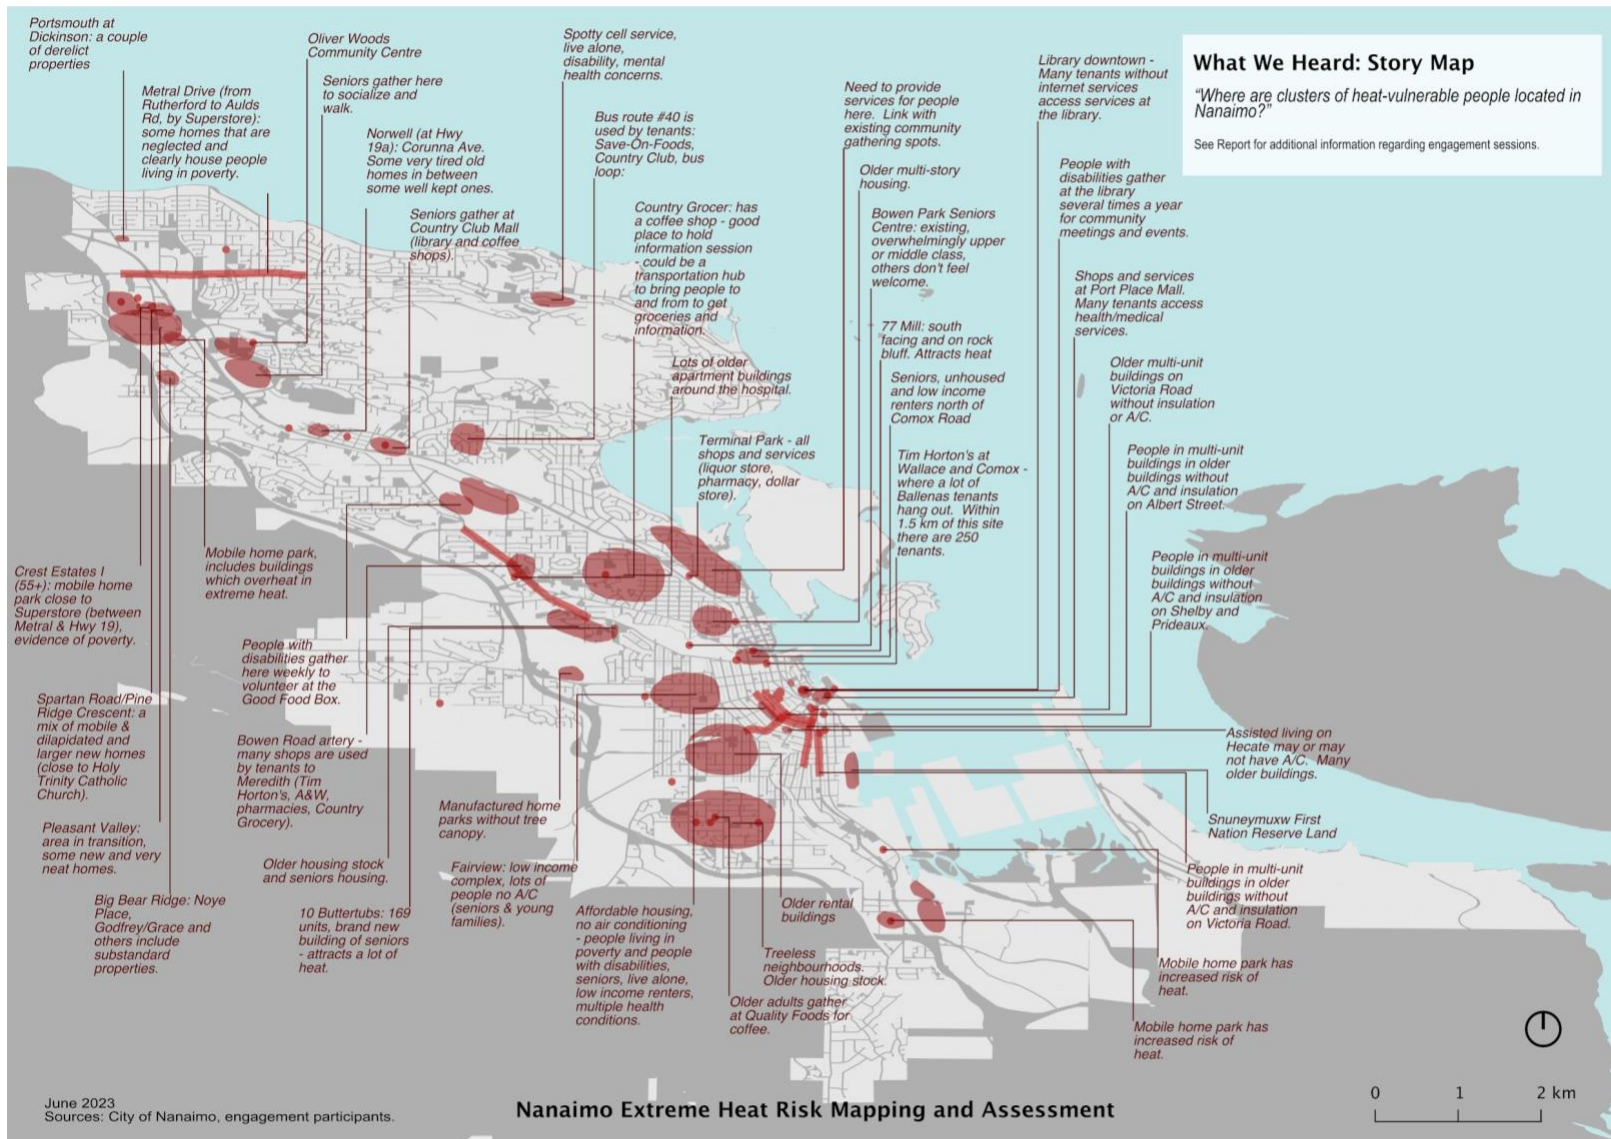 Portsmouth at
Dickinson: a couple
of derelict
properties
Metral Drive (from
Rutherford to Aulds
Rd, by Superstore):
some homes that are
neglected and
clearly house people
living in poverty.
Oliver Woods
Community Centre
Seniors gather here
to socialize and
walk.
Norwell (at Hwy
19a): Corunna Ave.
Some very tired old
homes in between
some well kept ones.
Seniors gather at
Country Club Mall
(library and coffee
shops).
Spotty cell service,
live alone,
disability, mental
health concerns.
Bus route #40 is
used by tenants:
Save-On-Foods,
Country Club, bus
loop:
Country Grocer: has
a coffee shop - good
place to hold
information session
- could be a
transportation hub
to bring people to
and from to get
groceries and
information.
Lots of older
apartment buildings
around the hospital.
Terminal Park - all
shops and services
(liquor store,
pharmacy, dollar
store).
Need to provide
services for people
here. Link with
existing community
gathering spots.
Older multi-story
housing.
Bowen Park Seniors
Centre: existing,
overwhelmingly upper
or middle class,
others don't feel
welcome.
77 Mill: south
facing and on rock
bluff. Attracts heat
Seniors, unhoused
and low income
renters north of
Comox Road
Tim Horton's at
Wallace and Comox -
where a lot of
Ballenas tenants
hang out. Within
1.5 km of this site
there are 250
tenants.
Library downtown -
Many tenants without
internet services
access services at
the library.
People with
disabilities gather
at the library
several times a year
for community
meetings and events.
Shops and services
at Port Place Mall.
Many tenants access
health/medical
services.
Older multi-unit
buildings on
Victoria Road
without insulation
or A/C.
People in multi-unit
buildings in older
buildings without
A/C and insulation
on Albert Street.
People in multi-unit
buildings in older
buildings without
A/C and insulation
on Shelby and
Prideaux.
What We Heard: Story Map
“Where are clusters of heat-vulnerable people located in
Nanaimo?”
See Report for additional information regarding engagement sessions.
Crest Estates I
(55+): mobile home
park close to
Superstore (between
Metral & Hwy 19),
evidence of poverty.
Mobile home park,
includes buildings
which overheat in
extreme heat.
Spartan Road/Pine
Ridge Crescent: a
mix of mobile &
dilapidated and
larger new homes
(close to Holy
Trinity Catholic
Church).
Pleasant Valley:
area in transition,
some new and very
neat homes.
Big Bear Ridge: Noye
Place,
Godfrey/Grace and
others include
substandard
properties.
People with
disabilities gather
here weekly to
volunteer at the
Good Food Box.
Bowen Road artery -
many shops are used
by tenants to
Meredith (Tim
Horton's, A&W,
pharmacies, Country
Grocery).
Older housing stock
and seniors housing.
10 Buttertubs: 169
units, brand new
building of seniors
- attracts a lot of
heat.
Manufactured home
parks without tree
canopy.
Fairview: low income
complex, lots of
people no A/C
(seniors & young
families).
Affordable housing,
no air conditioning
- people living in
poverty and people
with disabilities,
seniors, live alone,
low income renters,
multiple health
conditions.
Older rental
buildings
Treeless
neighbourhoods.
Older housing stock.
Older adults gather
at Quality Foods for
coffee.
Assisted living on
Hecate may or may
not have A/C. Many
older buildings.
Snuneymuxw First
Nation Reserve Land
People in multi-unit
buildings in older
buildings without
A/C and insulation
on Victoria Road.
Mobile home park has
increased risk of
heat.
Mobile home park has
increased risk of
heat.
June 2023
Sources: City of Nanaimo, engagement participants.
Nanaimo Extreme Heat Risk Mapping and Assessment
0 1 2 km